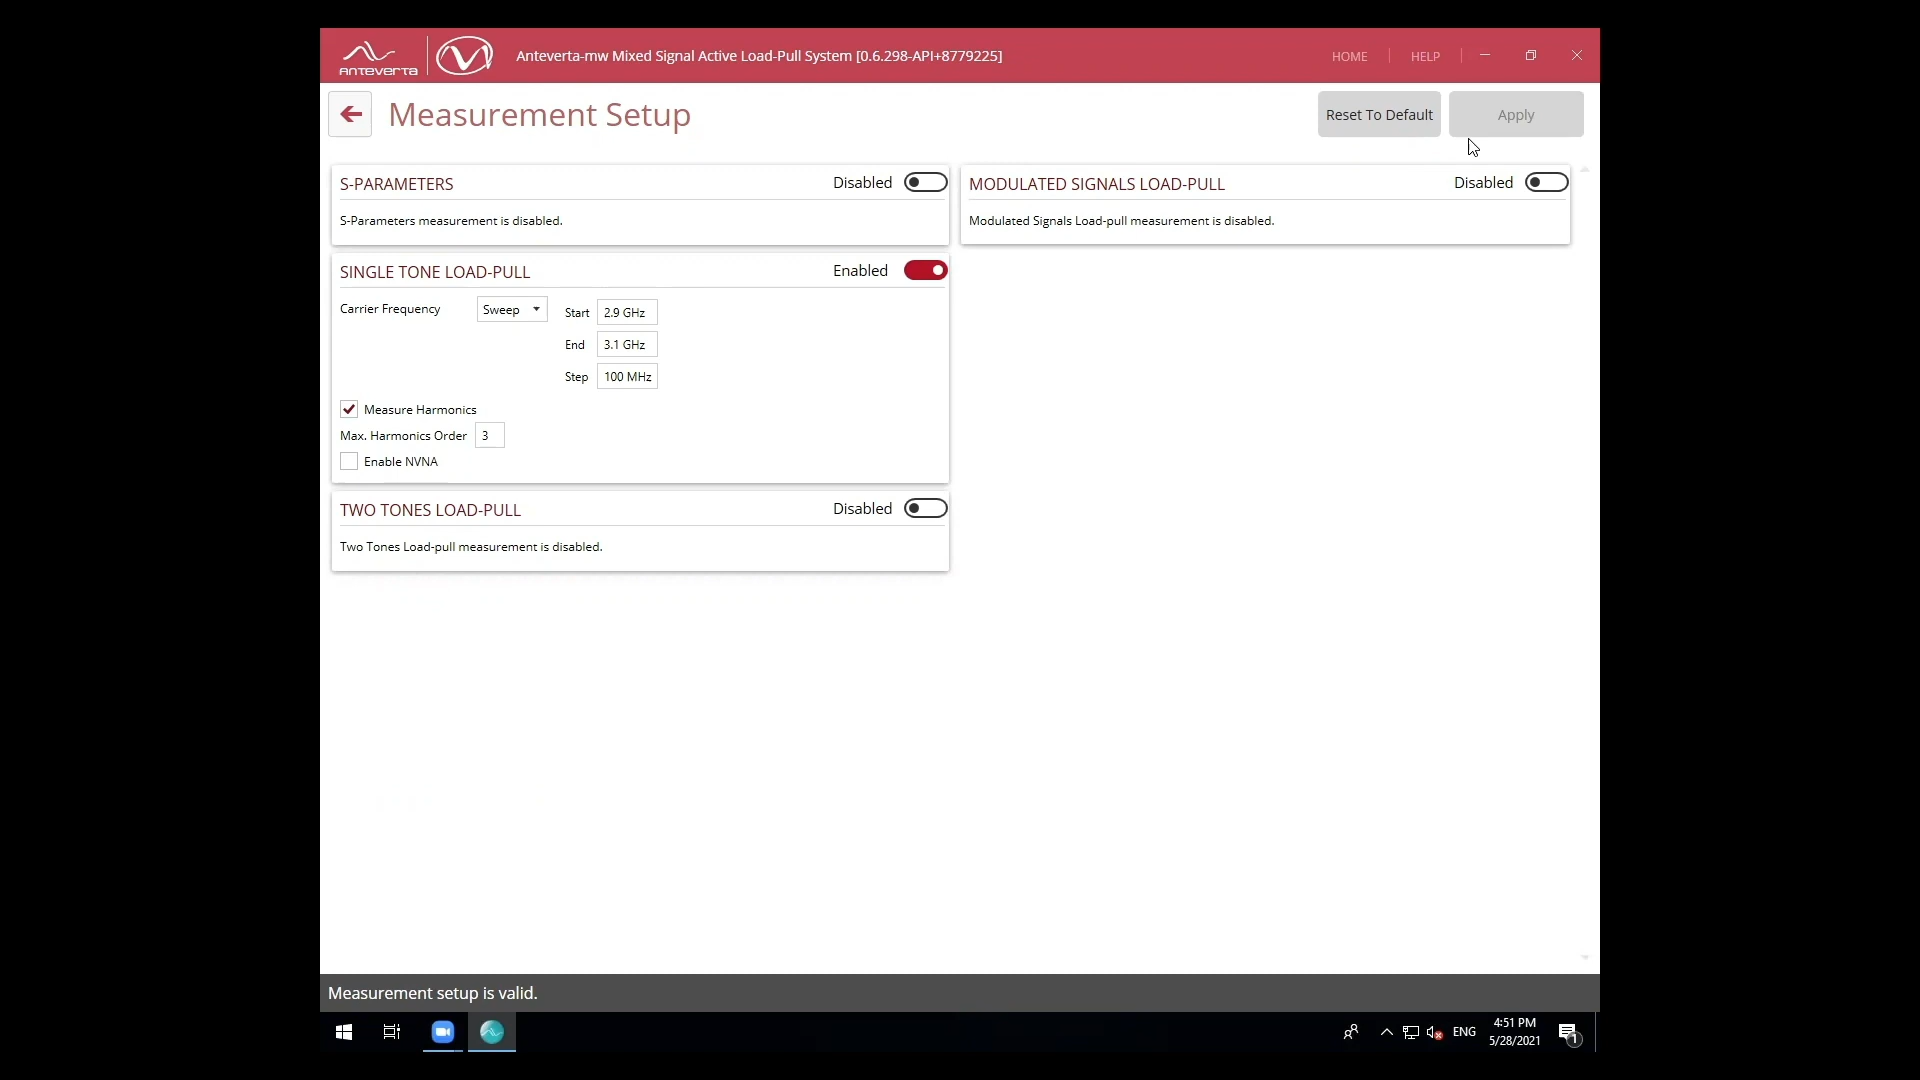 ANTEVERTA
Anteverta-mw Mixed Signal Active Load-Pull System [0.6.298-API+8779225]
HOME
HELP
Measurement Setup
Reset To Default
Apply
S-PARAMETERS
Disabled
S-Parameters measurement is disabled.
MODULATED SIGNALS LOAD-PULL
Disabled
Modulated Signals Load-pull measurement is disabled.
SINGLE TONE LOAD-PULL
Enabled
Carrier Frequency
Sweep
Start
2.9 GHz
End
3.1 GHz
Step
100 MHz
Measure Harmonics
Max. Harmonics Order
3
Enable NVNA
TWO TONES LOAD-PULL
Disabled
Two Tones Load-pull measurement is disabled.
Measurement setup is valid.
ENG
4:51 PM
5/28/2021
1